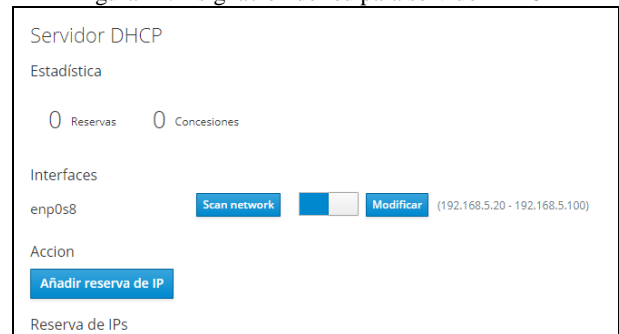 Servidor DHCP
Estadística
0 Reservas 0 Concesiones
Interfaces
enp0s8 Scan network Modificar (192.168.5.20 - 192.168.5.100)
Accion
Añadir reserva de IP
Reserva de IPs